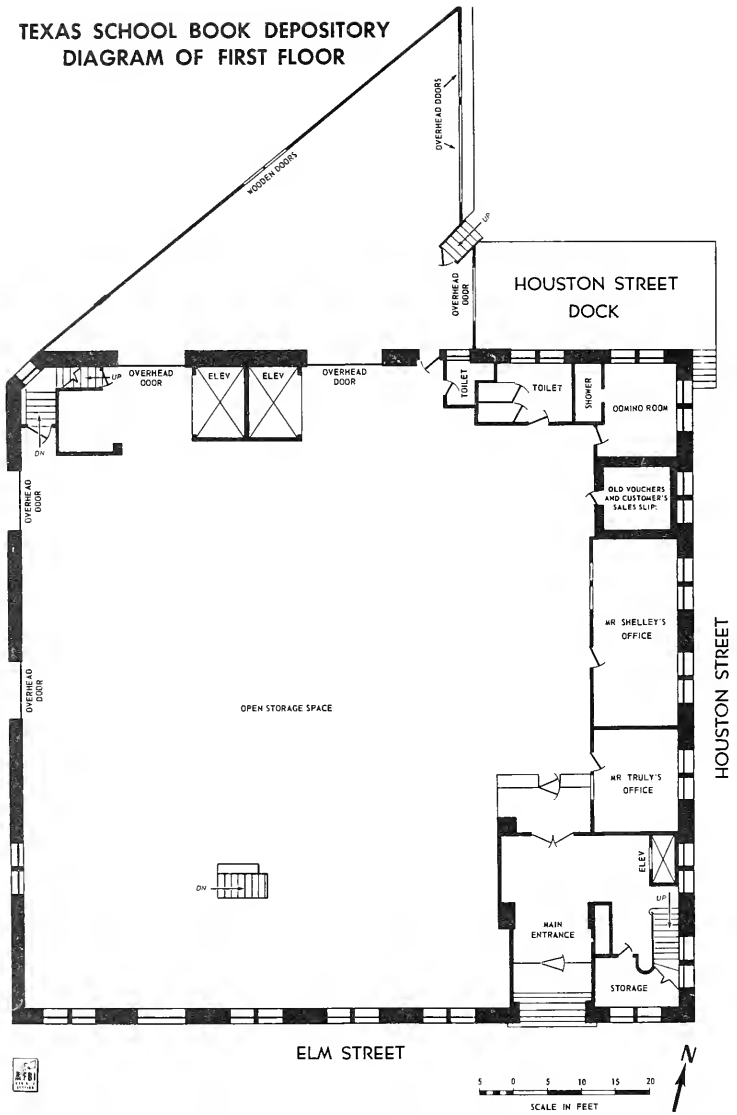 TEXAS SCHOOL BOOK DEPOSITORY
DIAGRAM OF FIRST FLOOR
OVERHEAD DOORS
WOODEN DOORS
UP
OVERHEAD
DOOR
HOUSTON STREET
DOCK
OVERHEAD
DOOR
ELEV
ELEV
OVERHEAD
DOOR
TOILET
TOILET
SHOWER
DOMINO ROOM
UP
DN
OVERHEAD
DOOR
OLD VOUCHERS
AND CUSTOMER'S
SALES SLIP.
MR SHELLEY'S
OFFICE
HOUSTON STREET
OVERHEAD
DOOR
OPEN STORAGE SPACE
MR TRULY'S
OFFICE
ELEV
DN
UP
MAIN
ENTRANCE
STORAGE
ELM STREET
N
FBI
5 0 5 10 15 20
SCALE IN FEET